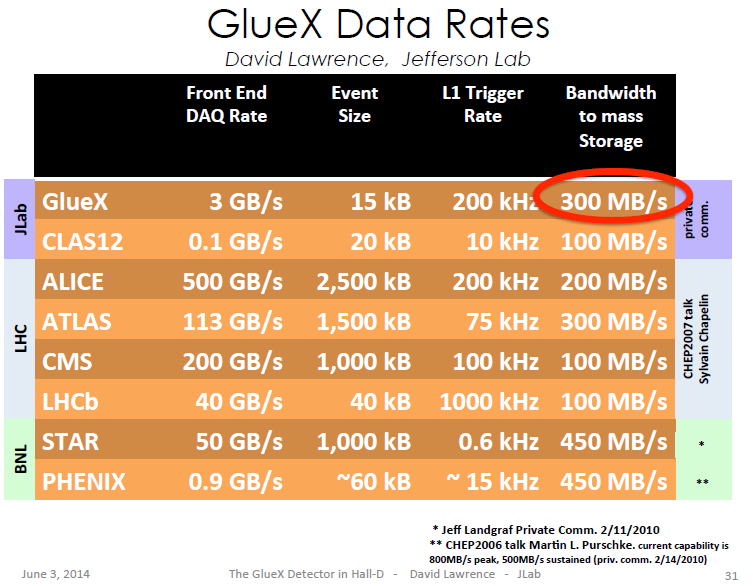 GlueX Data Rates
David Lawrence, Jefferson Lab
Front End Event L1 Trigger Bandwidth
DAQ Rate Size Rate to mass
Storage
JLab
GlueX 3 GB/s 15 kB 200 kHz 300 MB/s
CLAS12 0.1 GB/s 20 kB 10 kHz 100 MB/s
private
comm.
LHC
ALICE 500 GB/s 2,500 kB 200 kHz 200 MB/s
ATLAS 113 GB/s 1,500 kB 75 kHz 300 MB/s
CMS 200 GB/s 1,000 kB 100 kHz 100 MB/s
LHCb 40 GB/s 40 kB 1000 kHz 100 MB/s
CHEP2007 talk
Sylvain Chapelin
BNL
STAR 50 GB/s 1,000 kB 0.6 kHz 450 MB/s *
PHENIX 0.9 GB/s ~60 kB ~ 15 kHz 450 MB/s **
* Jeff Landgraf Private Comm. 2/11/2010
** CHEP2006 talk Martin L. Purschke. current capability is
800MB/s peak, 500MB/s sustained (priv. comm. 2/14/2010)
June 3, 2014 The GlueX Detector in Hall-D - David Lawrence - JLab 31